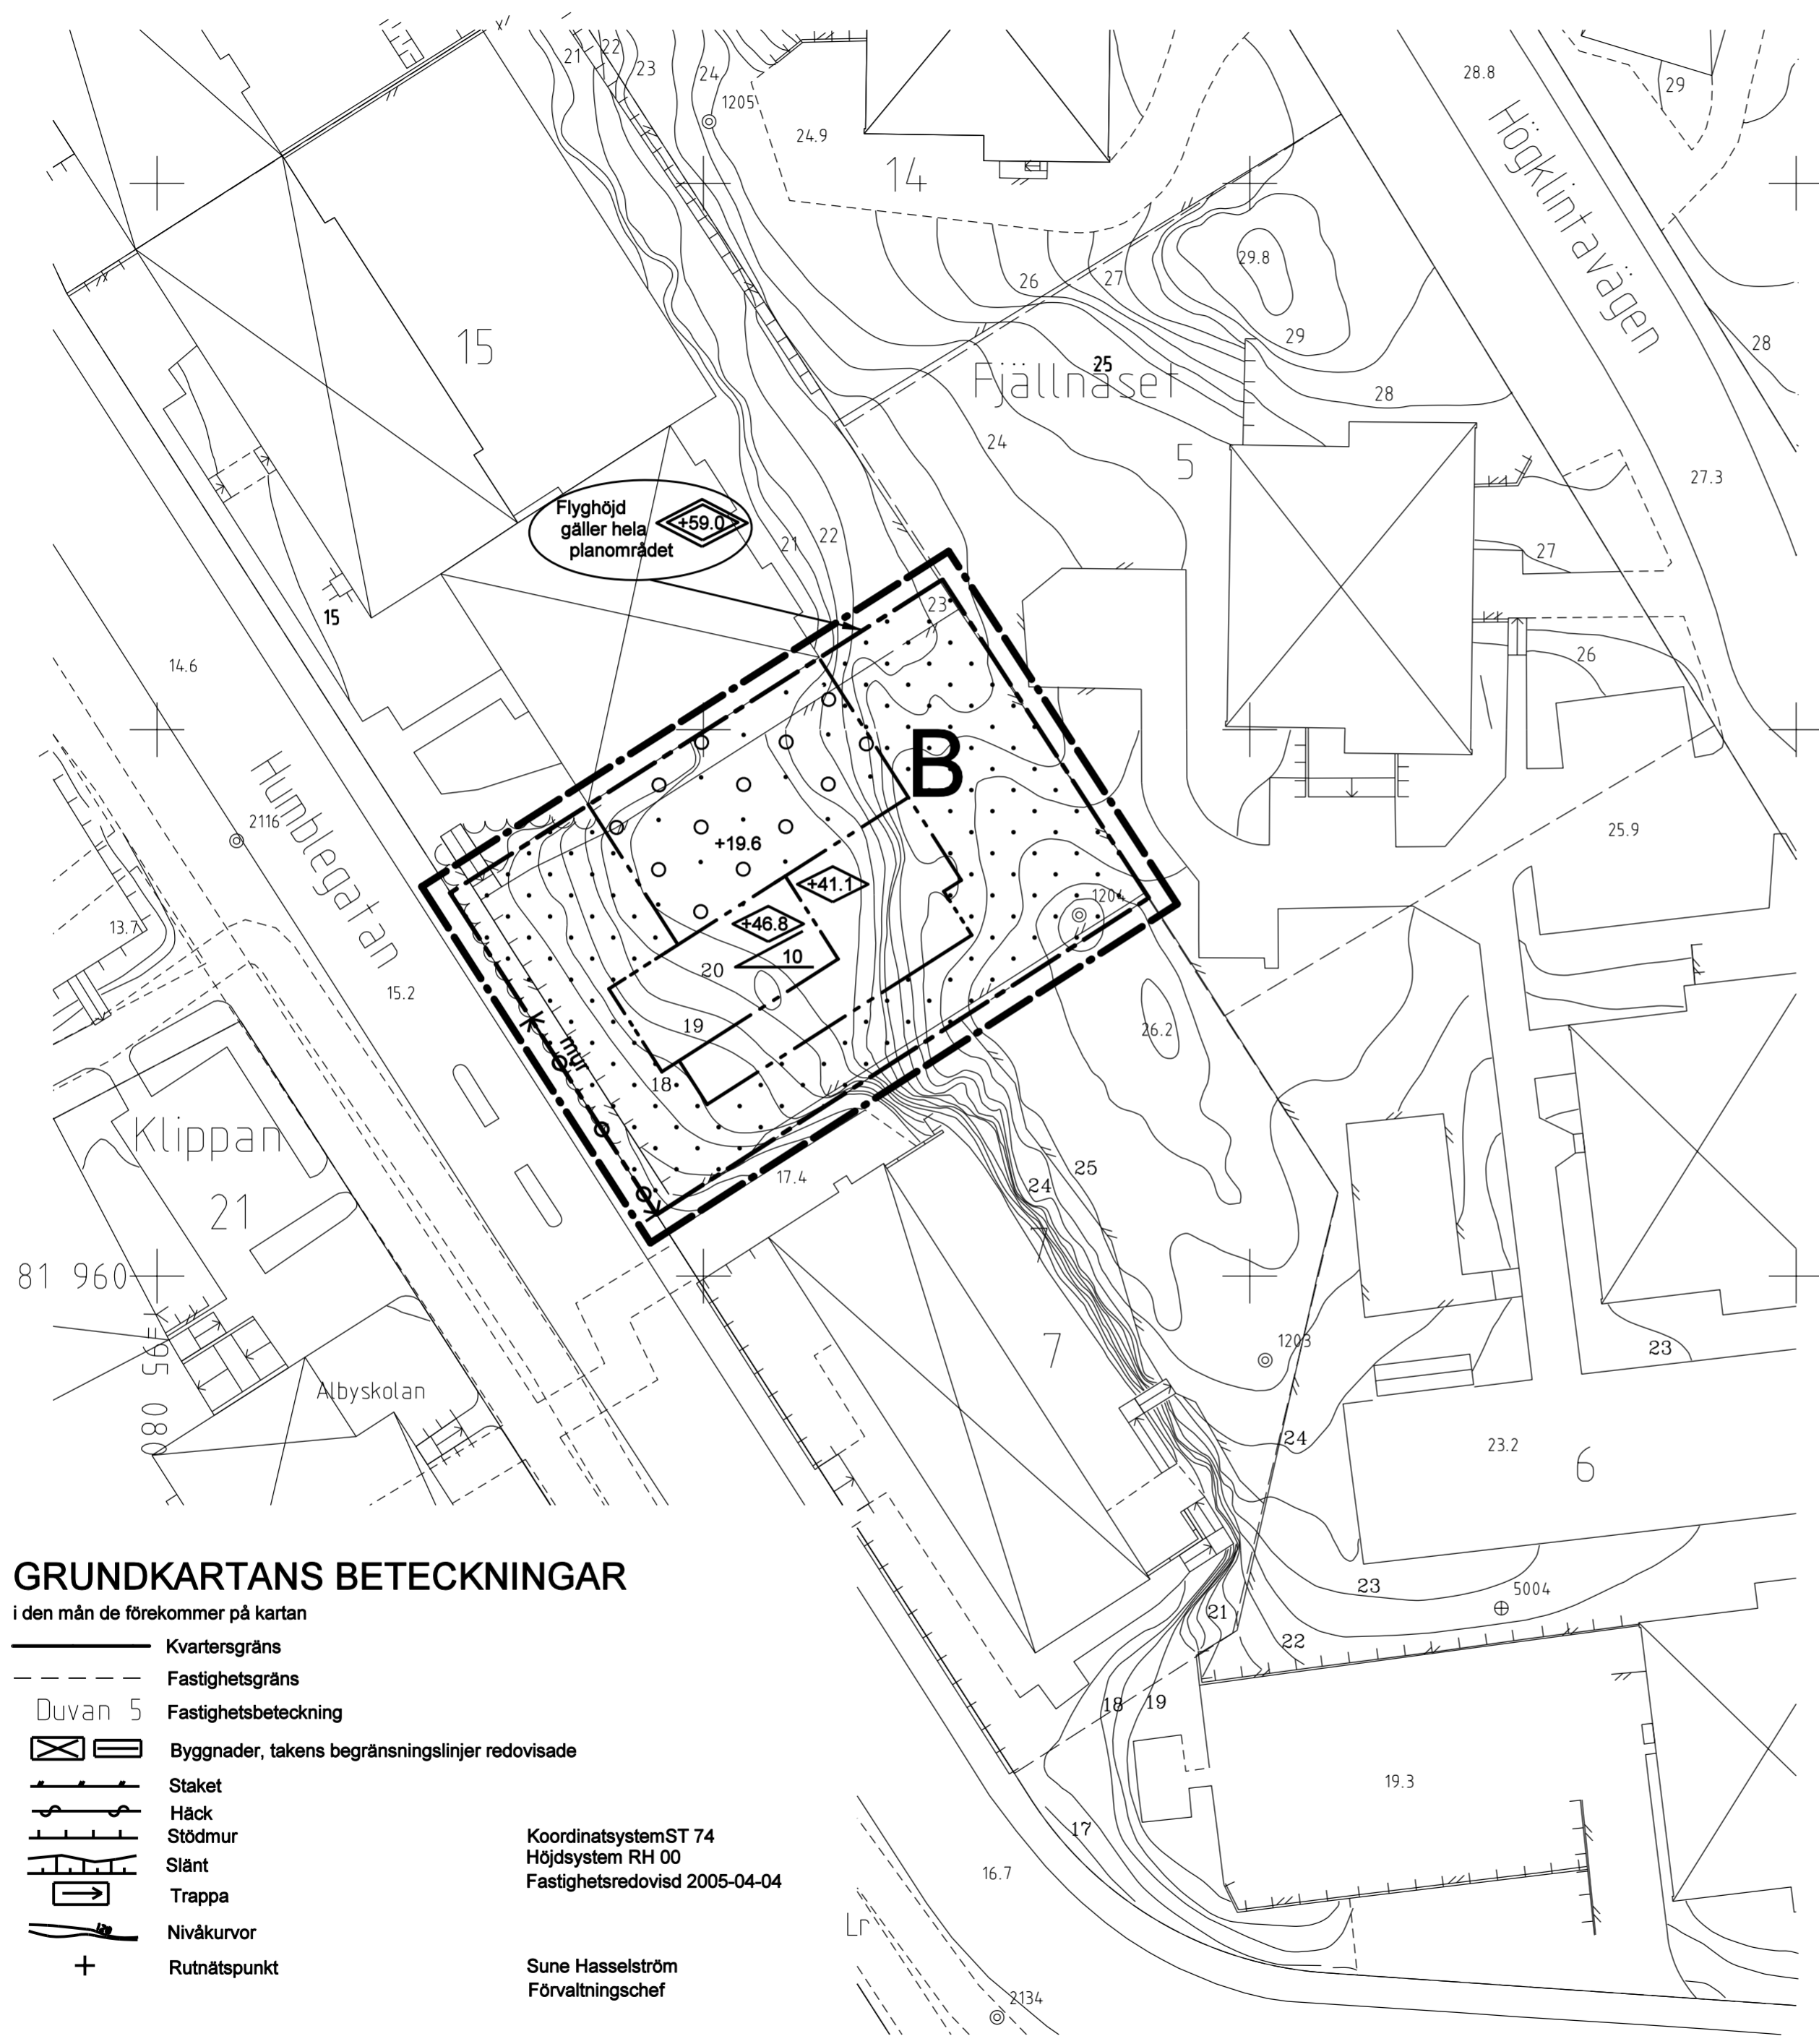 21
22
23
24
1205
24.9
14
28.8
29
Högklintavägen
29.8
26
27
29
28
15
Fjällnäset
25
28
24
5
27.3
Flyghöjd
gäller hela
planområdet
+59.0
21
22
27
23
15
14.6
26
B
Humblegatan
2116
+19.6
25.9
+41.1
1204
+46.8
10
13.7
20
15.2
19
26.2
mur
18
Klippan
21
17.4
25
24
7
81 960
7
1203
23
080
Albyskolan
24
23.2
6
23
5004
21
22
18
19
19.3
17
16.7
Lr
2134
GRUNDKARTANS BETECKNINGAR
i den mån de förekommer på kartan
Kvartersgräns
Fastighetsgräns
Duvan 5 Fastighetsbeteckning
Byggnader, takens begränsningslinjer redovisade
Staket
Häck
Stödmur
Slänt
Trappa
Nivåkurvor
Rutnätspunkt
KoordinatsystemST 74
Höjdsystem RH 00
Fastighetsredovisd 2005-04-04
Sune Hasselström
Förvaltningschef